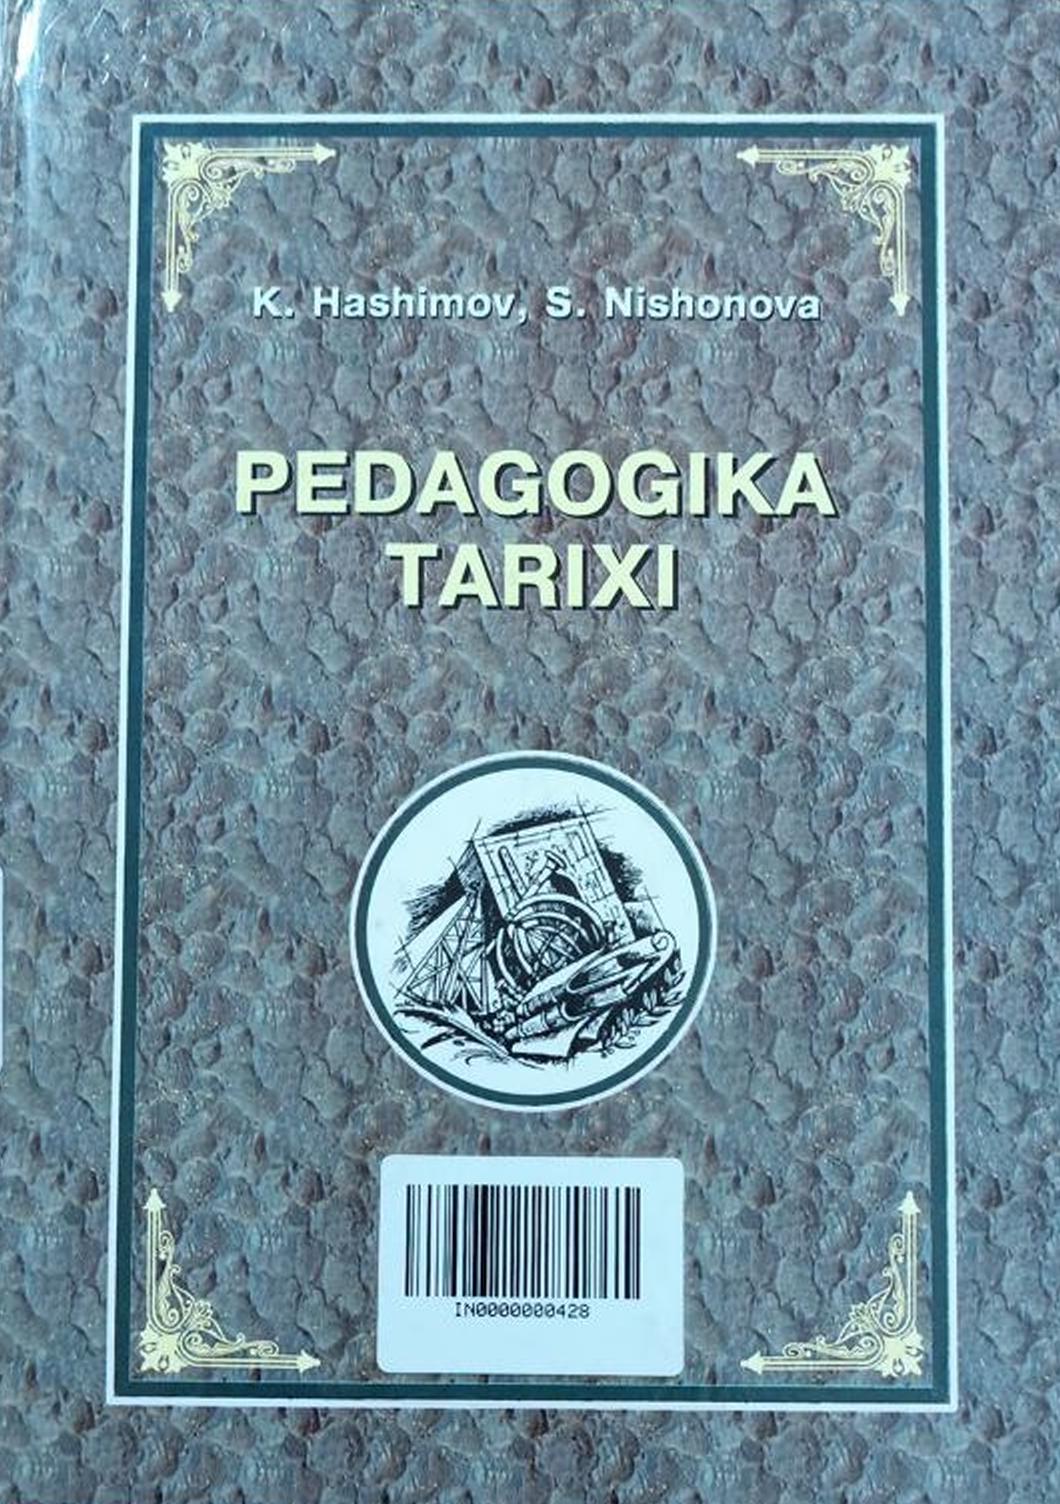 K. Hashimov, S. Nishonova
PEDAGOGIKA
TARIXI
IN0000000428